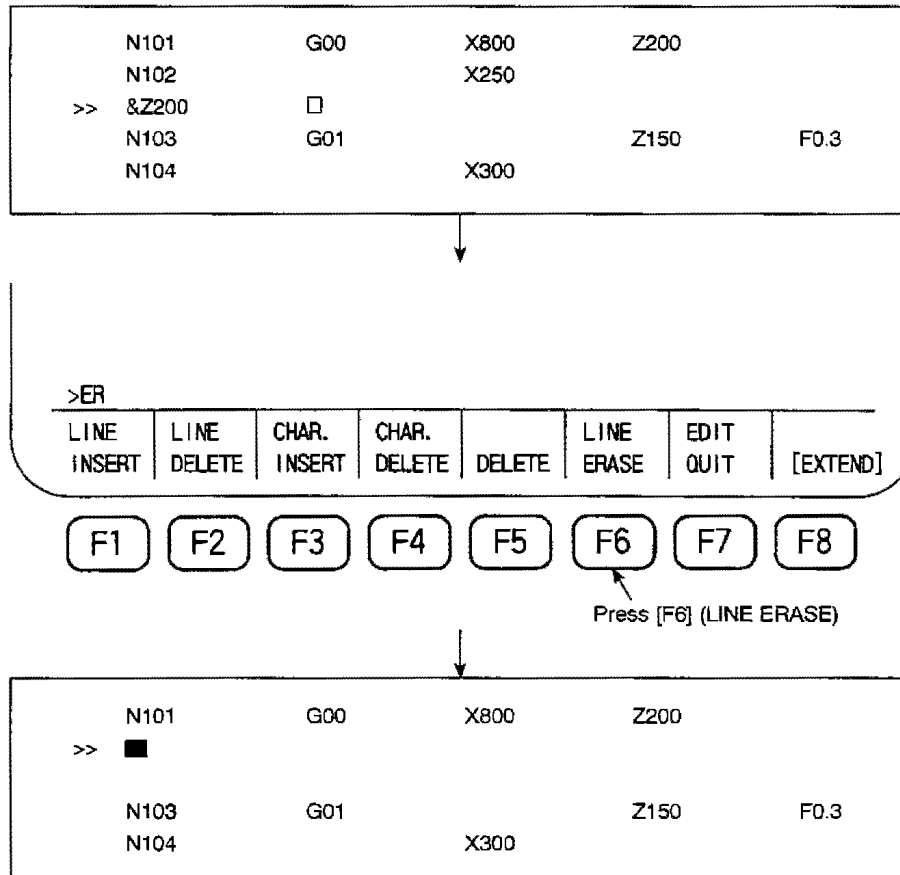 N101 G00 X800 Z200
N102 X250
>> &Z200 □
N103 G01 Z150 F0.3
N104 X300
>ER
LINE INSERT LINE DELETE CHAR. INSERT CHAR. DELETE DELETE LINE ERASE EDIT QUIT [EXTEND]
F1 F2 F3 F4 F5 F6 F7 F8
Press [F6] (LINE ERASE)
N101 G00 X800 Z200
>> ■
N103 G01 Z150 F0.3
N104 X300